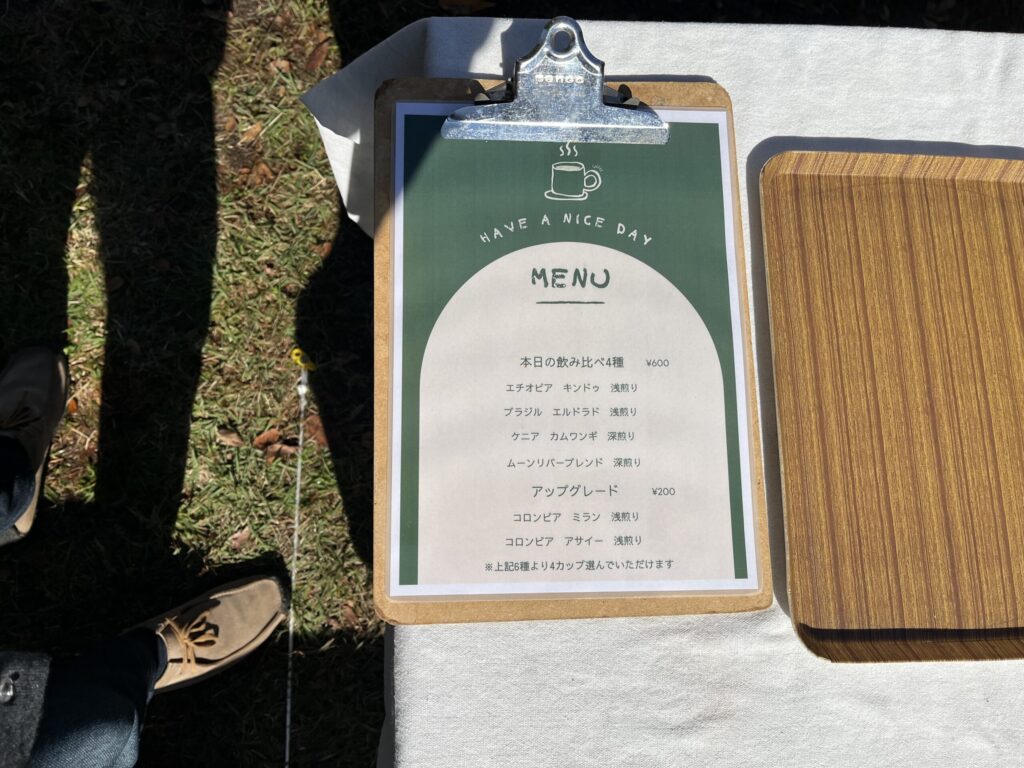 HAVE A NICE DAY
MENU
本日の飲み比べ4種 ¥600
エチオピア キンドゥ 浅煎り
ブラジル エルドラド 浅煎り
ケニア カムワンギ 深煎り
ムーンリバーブレンド 深煎り
アップグレード ¥200
コロンビア ミラン 浅煎り
コロンビア アサイー 浅煎り
※上記6種より4カップ選んでいただけます